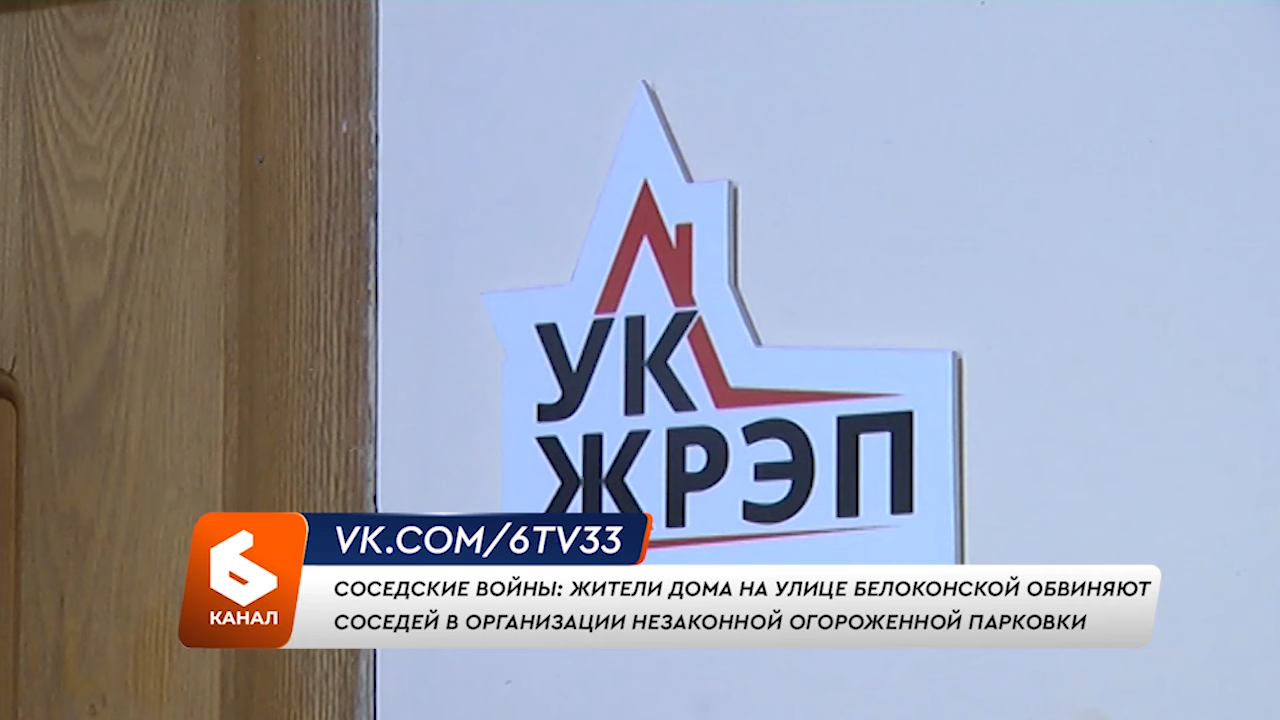 УК
ЖРЭП
VK.COM/6TV33
6
КАНАЛ
СОСЕДСКИЕ ВОЙНЫ: ЖИТЕЛИ ДОМА НА УЛИЦЕ БЕЛОКОНСКОЙ ОБВИНЯЮТ
СОСЕДЕЙ В ОРГАНИЗАЦИИ НЕЗАКОННОЙ ОГОРОЖЕННОЙ ПАРКОВКИ